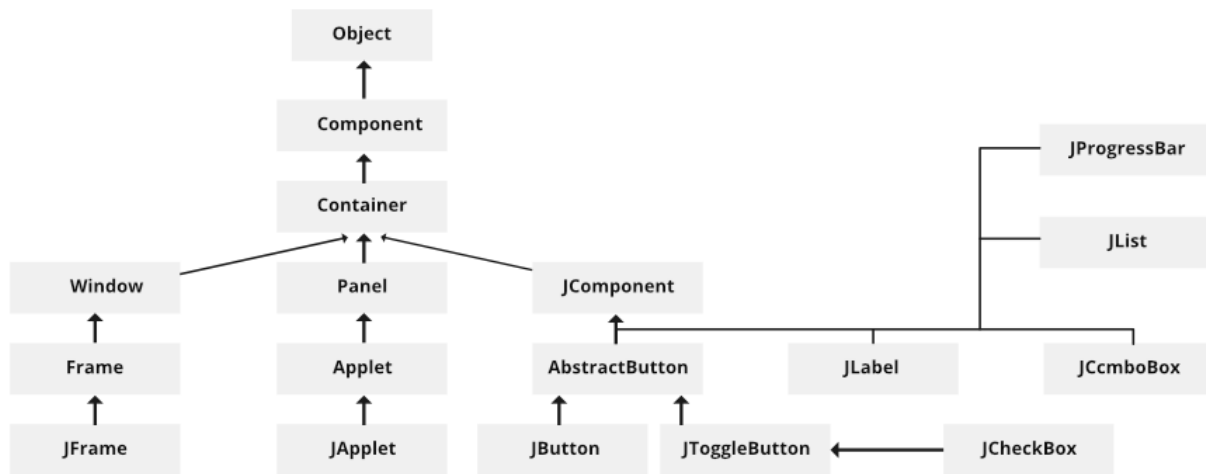 Object
Component
JProgressBar
Container
JList
Window
Panel
JComponent
Frame
Applet
AbstractButton
JLabel
JCcmboBox
JFrame
JApplet
JButton
JToggleButton
JCheckBox